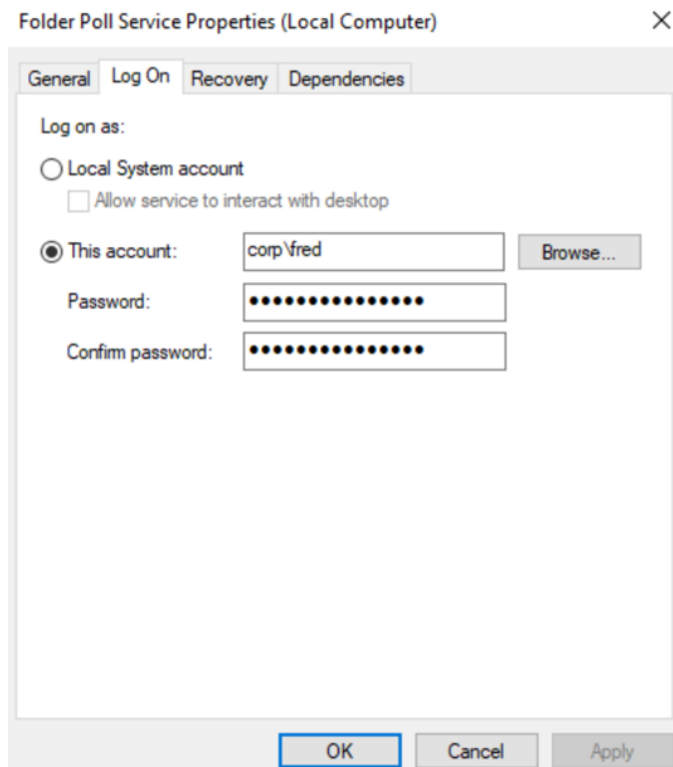 Folder Poll Service Properties (Local Computer)
General Log On Recovery Dependencies
Log on as:
Local System account
Allow service to interact with desktop
This account: corp\fred Browse...
Password: ●●●●●●●●●●●●●●●
Confirm password: ●●●●●●●●●●●●●●●
OK Cancel Apply